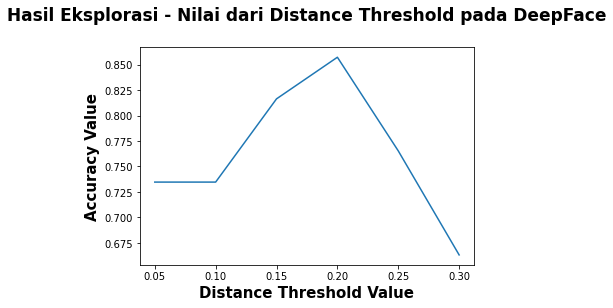 Hasil Eksplorasi - Nilai dari Distance Threshold pada DeepFace
0.850
0.825
0.800
0.775
0.750
0.725
0.700
0.675
Accuracy Value
0.05 0.10 0.15 0.20 0.25 0.30
Distance Threshold Value